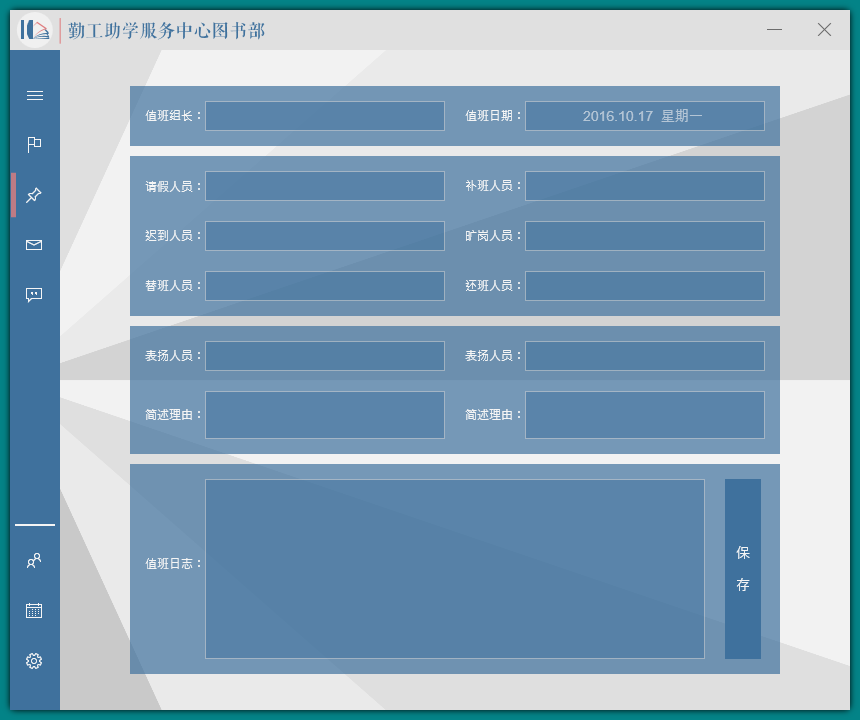 勤工助学服务中心图书部
值班组长： 值班日期： 2016.10.17 星期一
请假人员： 补班人员：
迟到人员： 旷岗人员：
替班人员： 还班人员：
表扬人员： 表扬人员：
简述理由： 简述理由：
值班日志：
保
存